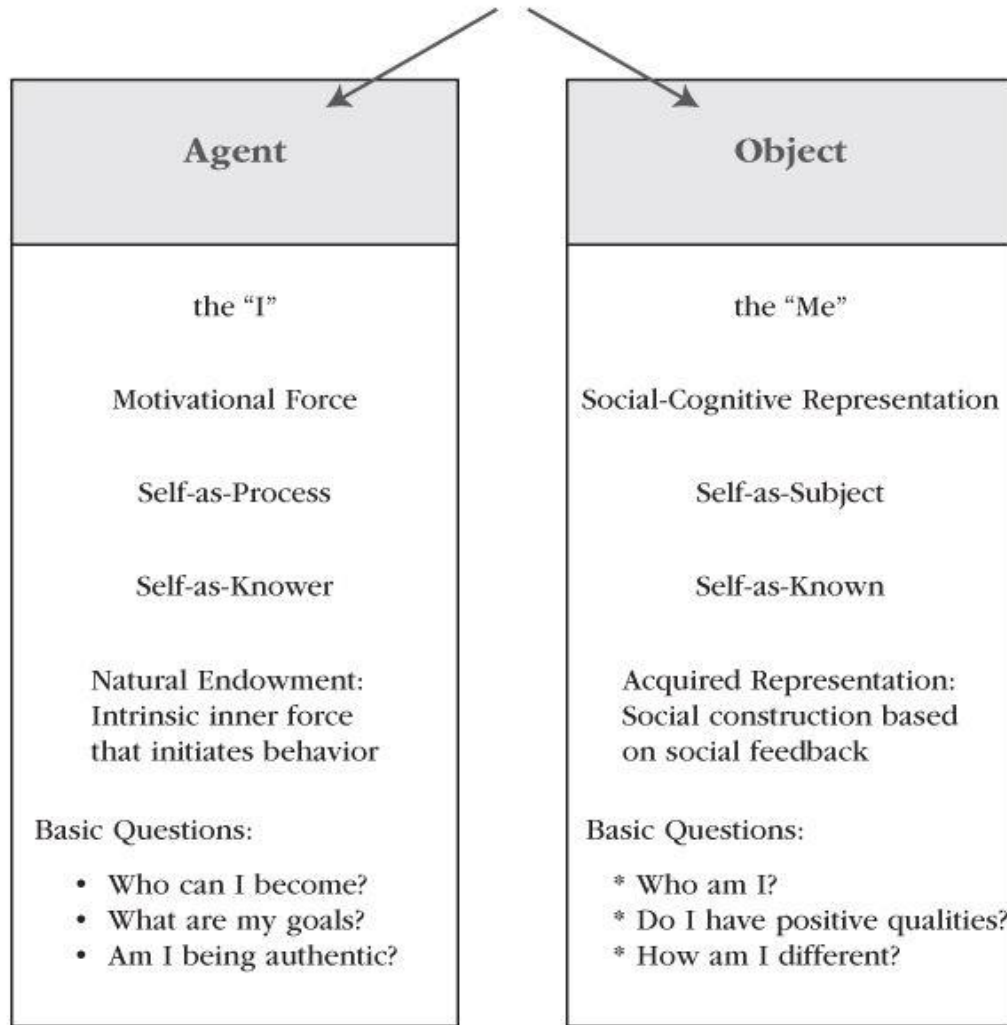 Agent
the “I”
Motivational Force
Self-as-Process
Self-as-Knower
Natural Endowment:
Intrinsic inner force
that initiates behavior
Basic Questions:
• Who can I become?
• What are my goals?
• Am I being authentic?
Object
the “Me”
Social-Cognitive Representation
Self-as-Subject
Self-as-Known
Acquired Representation:
Social construction based
on social feedback
Basic Questions:
* Who am I?
* Do I have positive qualities?
* How am I different?